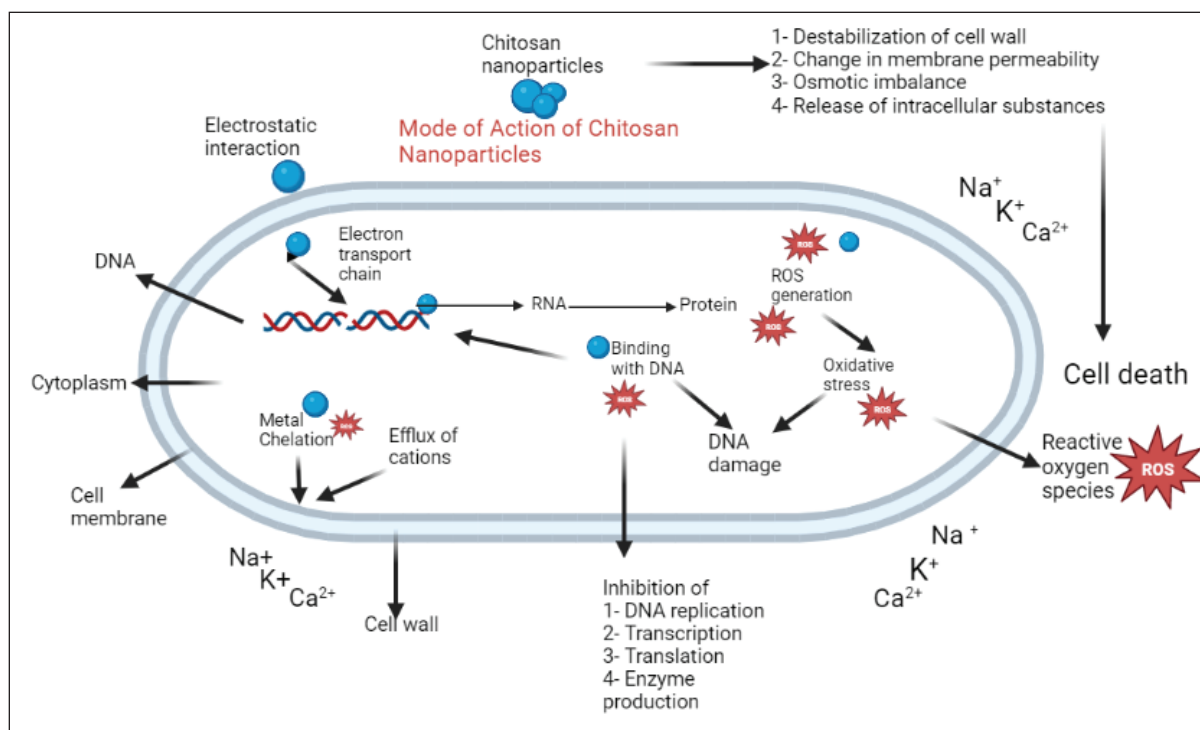 Chitosan
nanoparticles
1- Destabilization of cell wall
2- Change in membrane permeability
3- Osmotic imbalance
4- Release of intracellular substances
Mode of Action of Chitosan
Nanoparticles
Electrostatic
interaction
Na⁺
K⁺
Ca²⁺
DNA
Electron
transport
chain
RNA
Protein
ROS
ROS
generation
ROS
Binding
with DNA
ROS
Oxidative
stress
ROS
Cell death
Cytoplasm
Metal
Chelation
ROS
Efflux of
cations
DNA
damage
Reactive
oxygen
species
ROS
Cell
membrane
Na+
K+
Ca²⁺
Na ⁺
K⁺
Ca²⁺
Cell wall
Inhibition of
1- DNA replication
2- Transcription
3- Translation
4- Enzyme
production